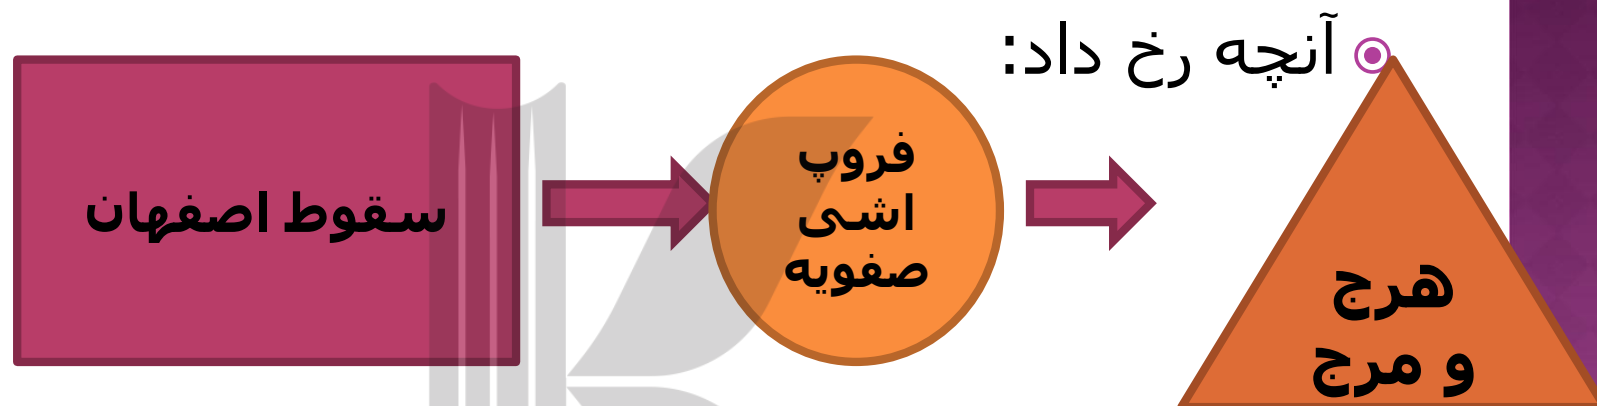 آنچه رخ داد:
سقوط اصفهان
فروپ
اشی
صفویه
هرج
و مرج